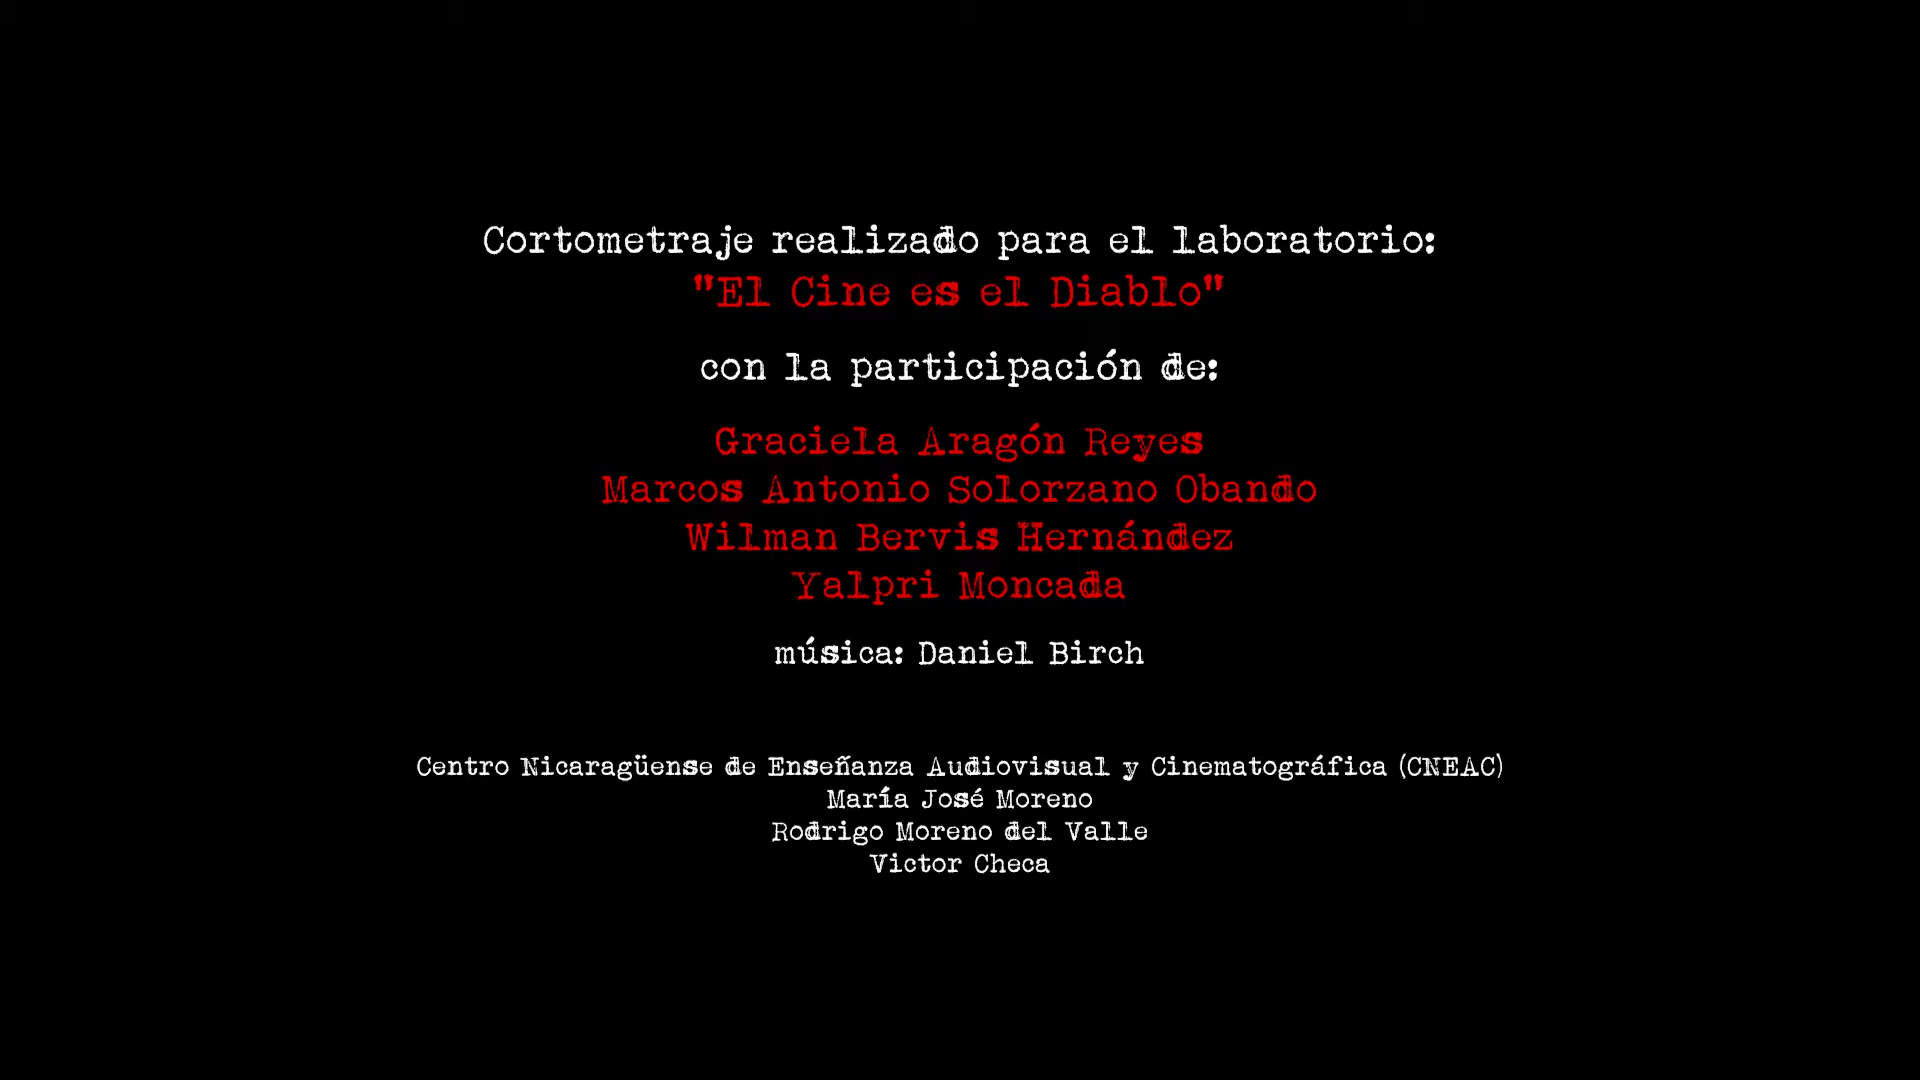 Cortometraje realizado para el laboratorio:
"El Cine es el Diablo"
con la participación de:
Graciela Aragón Reyes
Marcos Antonio Solorzano Obando
Wilman Bervis Hernández
Yalpri Moncada
música: Daniel Birch
Centro Nicaragüense de Enseñanza Audiovisual y Cinematográfica (CNEAC)
María José Moreno
Rodrigo Moreno del Valle
Victor Checa